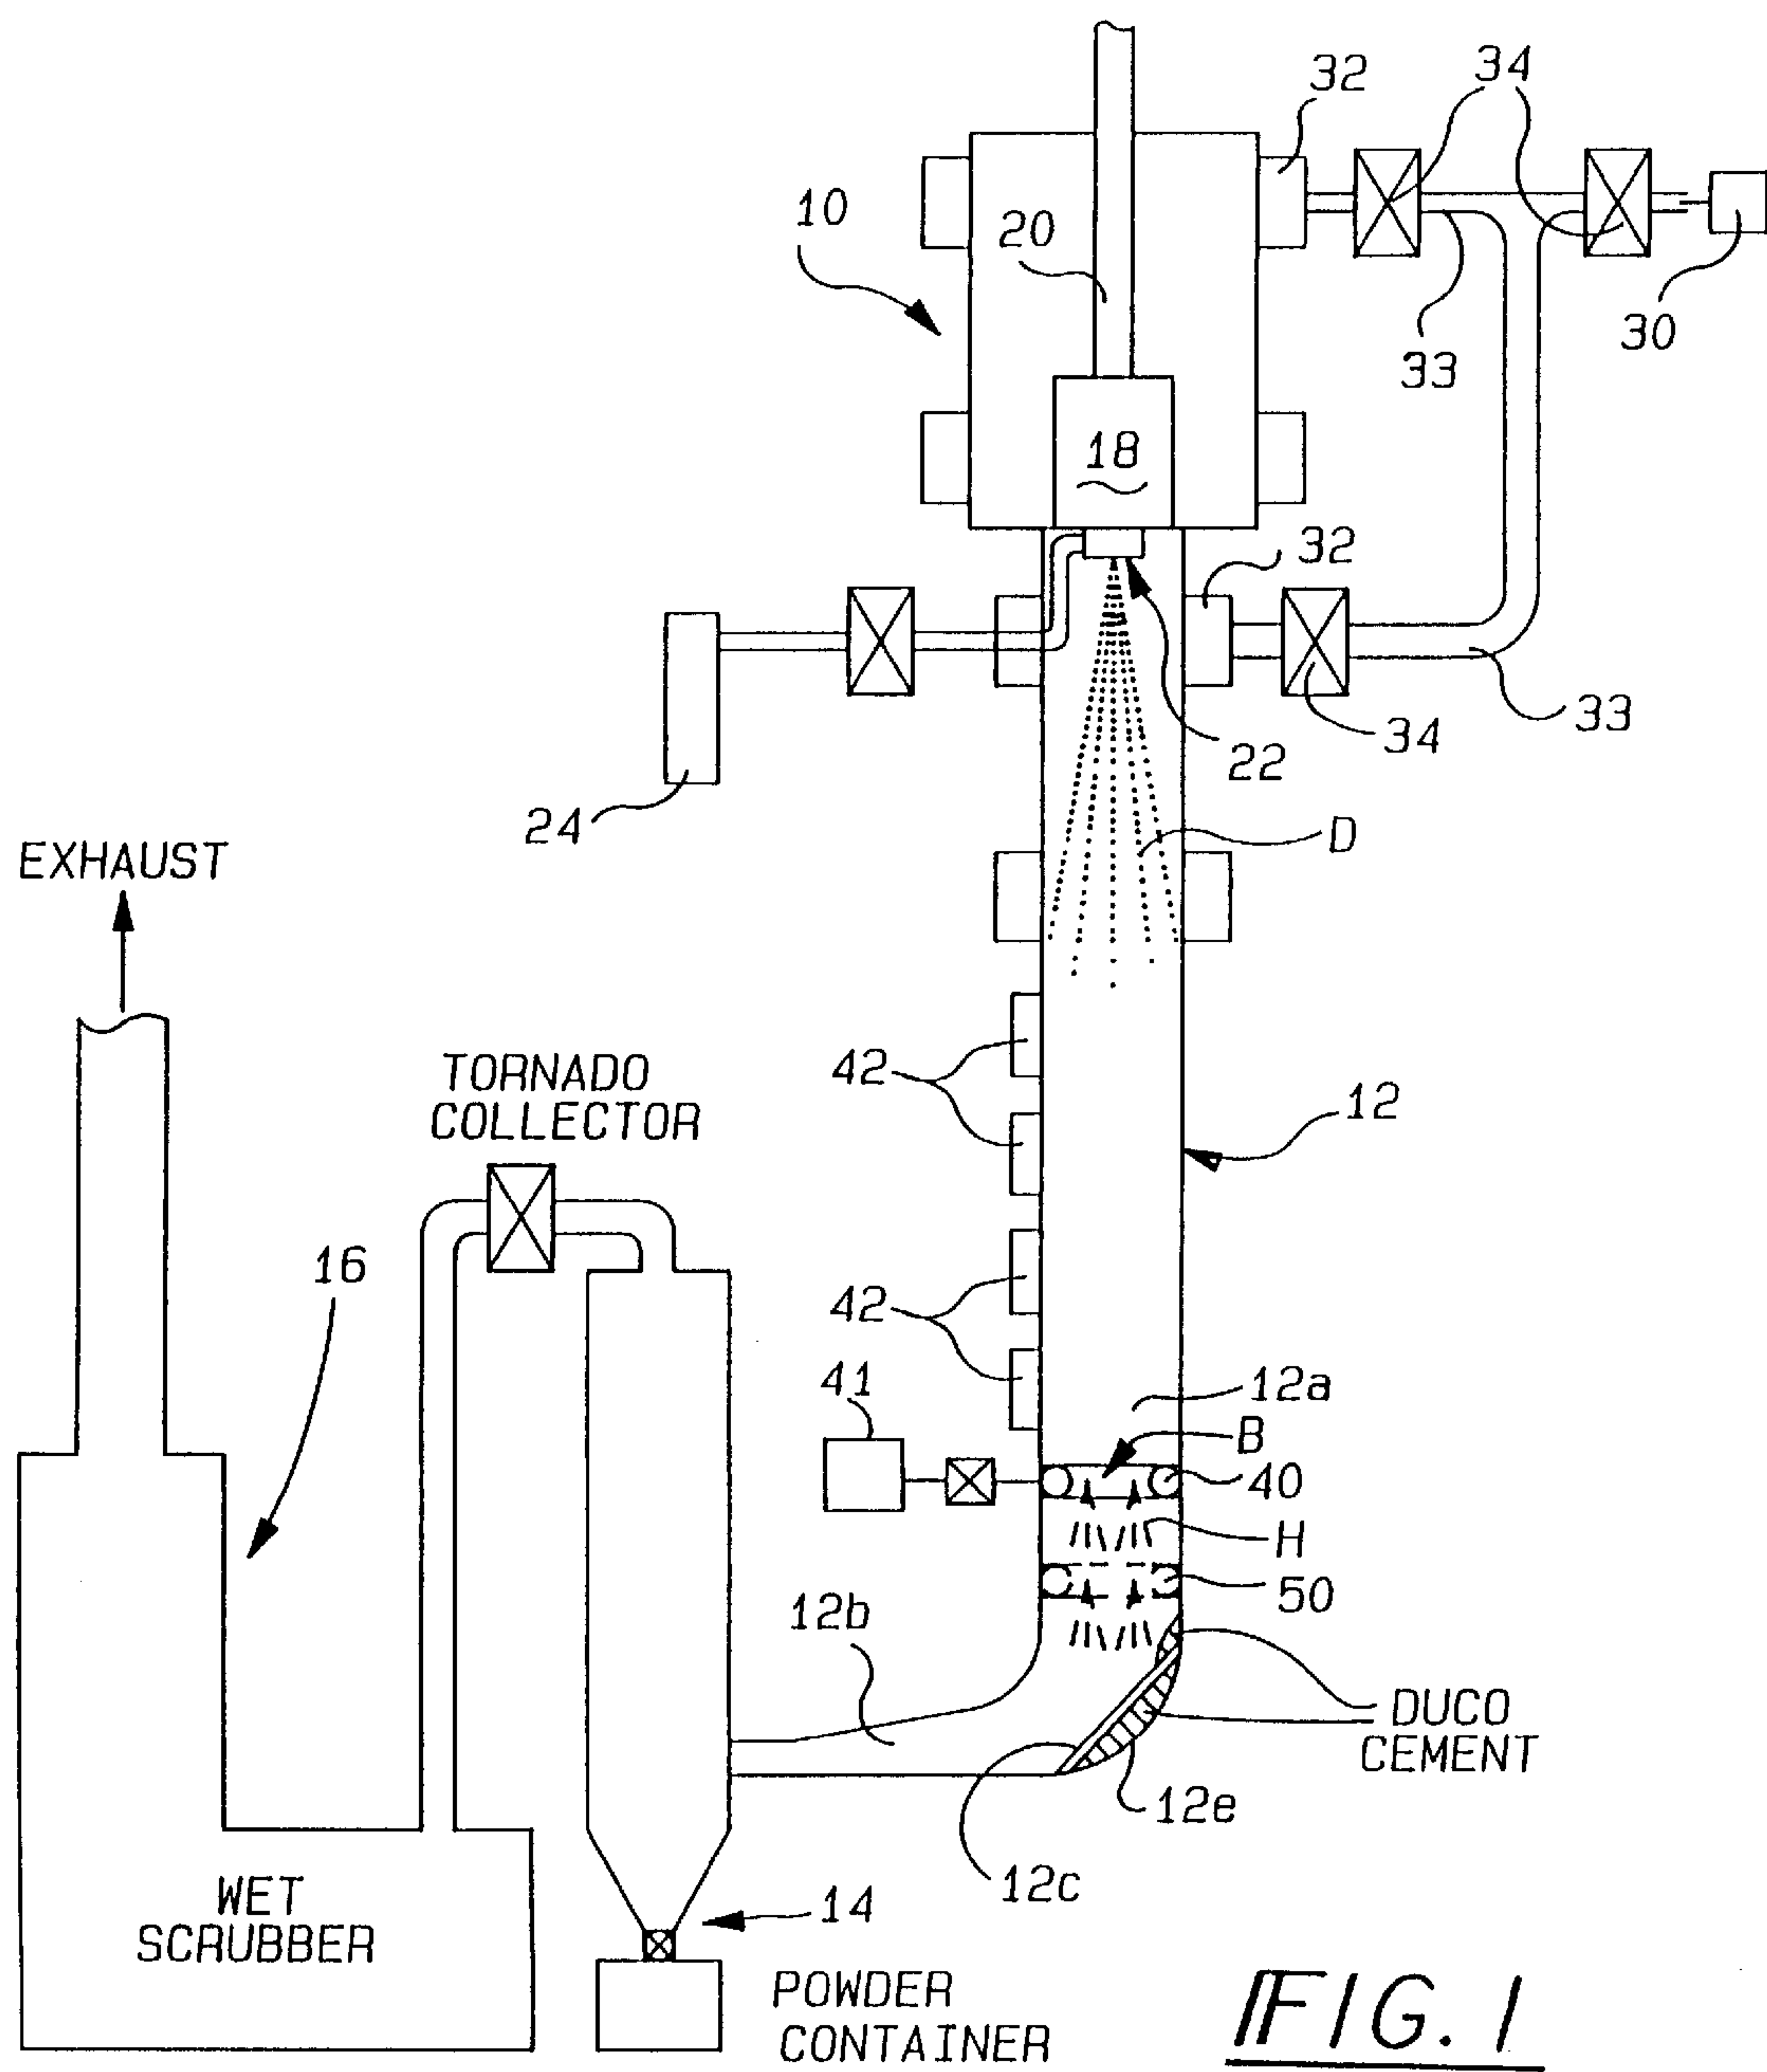 32
34
10
20
30
33
18
32
33
34
22
24
D
EXHAUST
42
TORNADO
COLLECTOR
12
16
42
41
12a
B
40
H
50
12b
DUCO
CEMENT
12e
12c
14
WET
SCRUBBER
POWDER
CONTAINER
FIG. 1